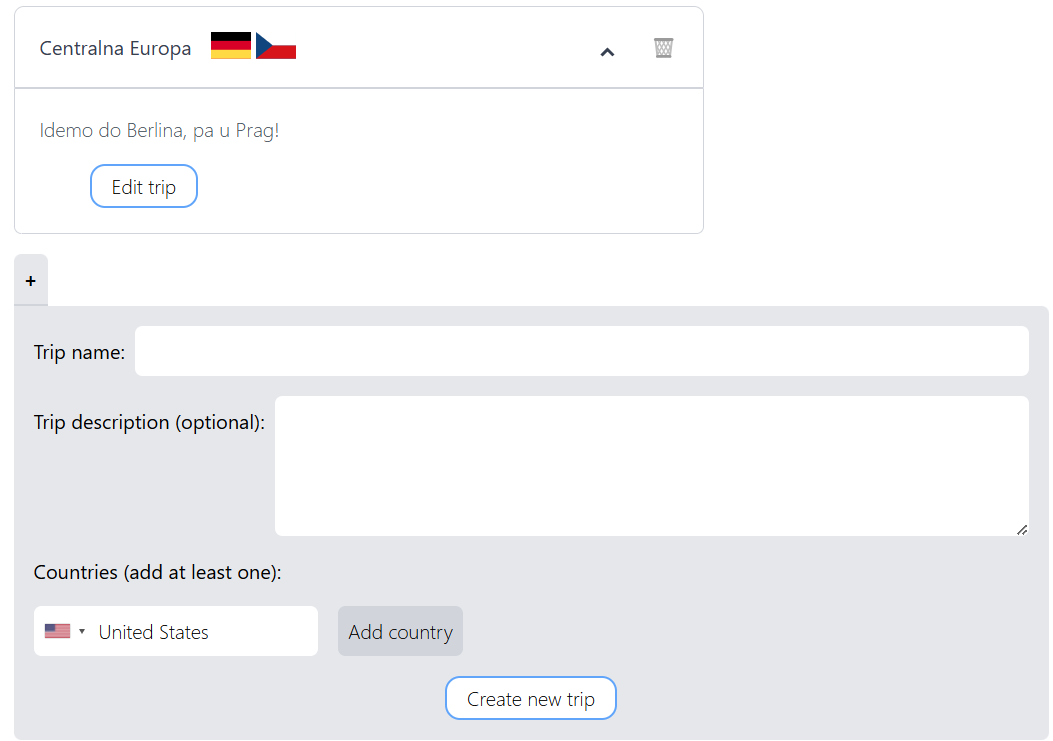 Centralna Europa
Idemo do Berlina, pa u Prag!
Edit trip
+
Trip name:
Trip description (optional):
Countries (add at least one):
United States Add country
Create new trip